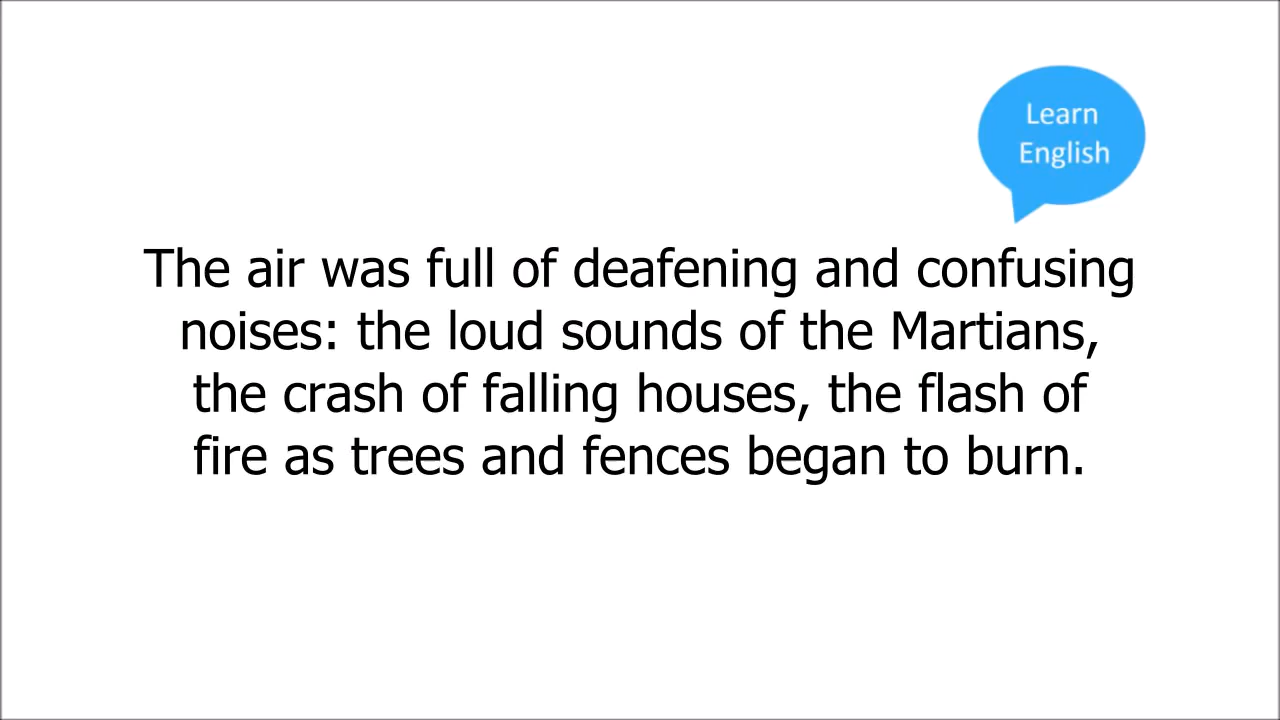 Learn
English
The air was full of deafening and confusing
noises: the loud sounds of the Martians,
the crash of falling houses, the flash of
fire as trees and fences began to burn.